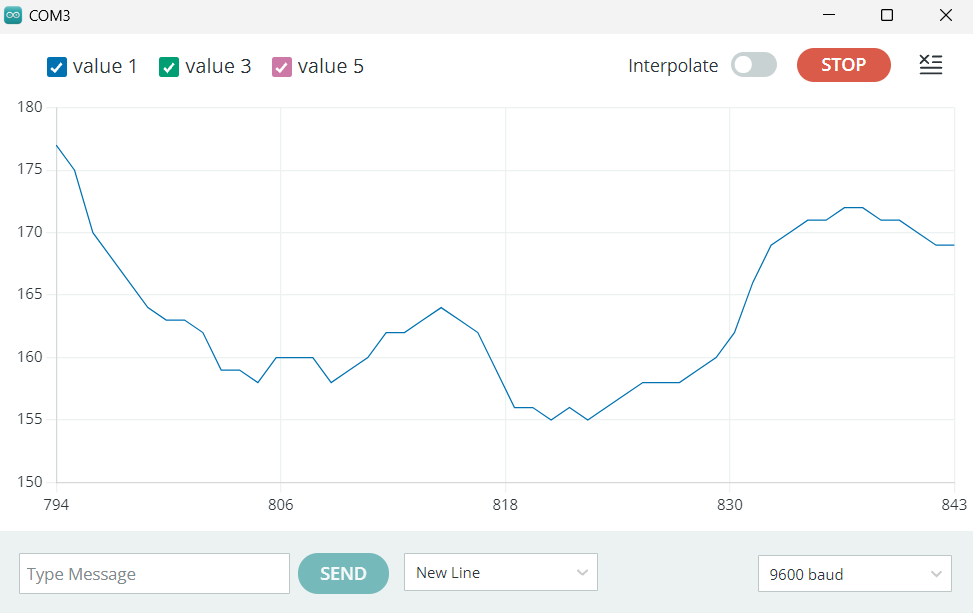 COM3
value 1 value 3 value 5 Interpolate STOP
180
175
170
165
160
155
150
794 806 818 830 843
Type Message SEND New Line 9600 baud